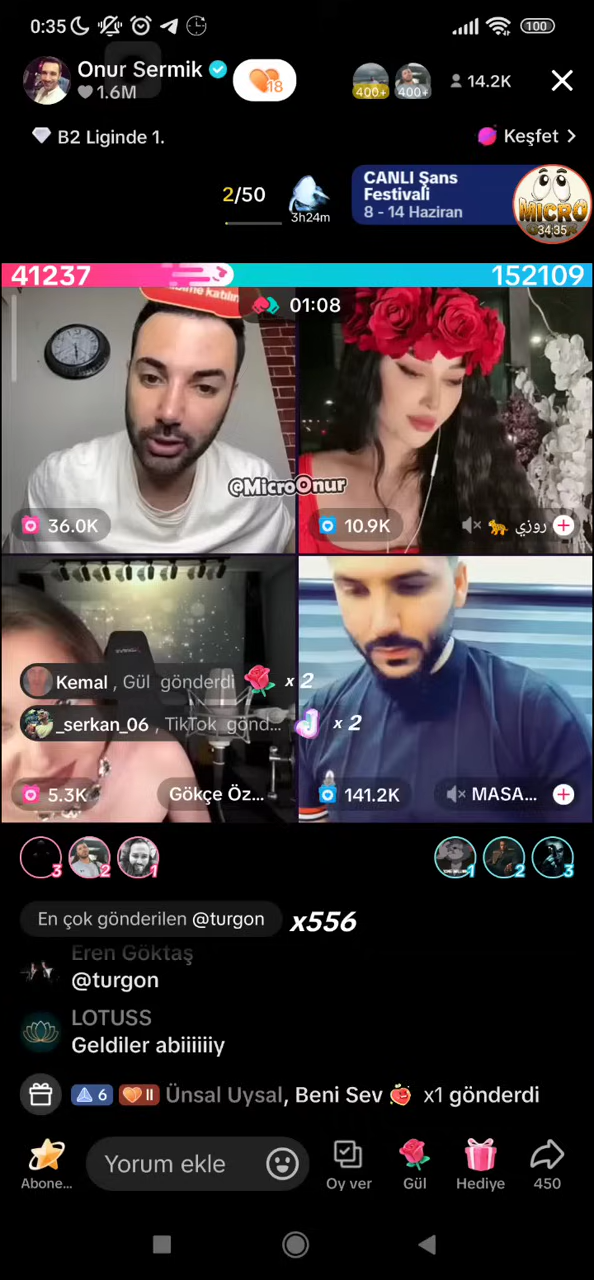 0:35
100
Onur Sermik
1.6M
18
400+
400+
14.2K
B2 Liginde 1.
Keşfet
2/50
3h24m
CANLI Şans
Festivali
8 - 14 Haziran
MICRO
34:35
41237
152109
01:08
@MicroOnur
36.0K
10.9K
روزي
Kemal, Gül gönderdi x 2
_serkan_06, TikTok gönd... x 2
5.3K
Gökçe Öz...
141.2K
MASA...
3
2
1
1
2
3
En çok gönderilen @turgon x556
Eren Göktaş
@turgon
LOTUSS
Geldiler abiiiiiy
6 II Ünsal Uysal, Beni Sev x1 gönderdi
Yorum ekle
Abone...
Oy ver
Gül
Hediye
450